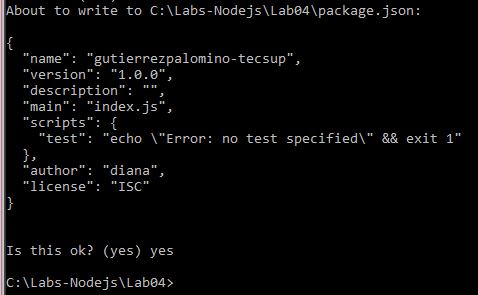 About to write to C:\Labs-Nodejs\Lab04\package.json:
{
"name": "gutierrezpalomino-tecsup",
"version": "1.0.0",
"description": "",
"main": "index.js",
"scripts": {
"test": "echo \"Error: no test specified\" && exit 1"
},
"author": "diana",
"license": "ISC"
}
Is this ok? (yes) yes
C:\Labs-Nodejs\Lab04>